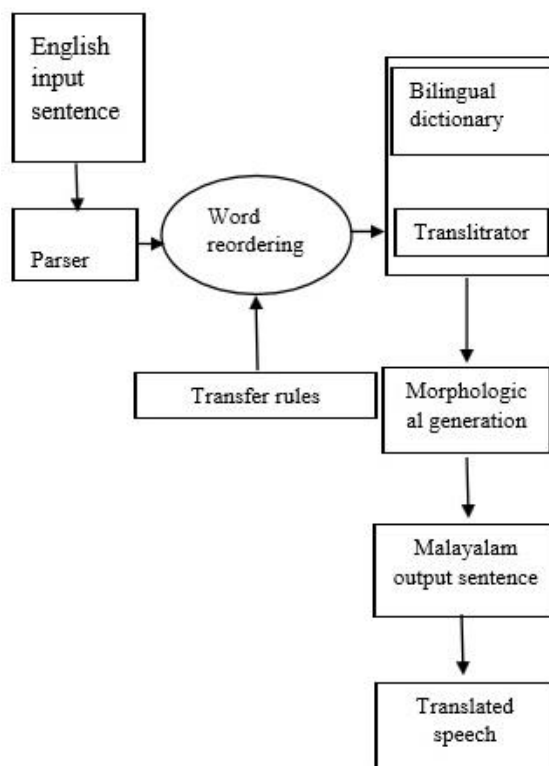 English
input
sentence
Parser
Word
reordering
Bilingual
dictionary
Translitrator
Transfer rules
Morphologic
al generation
Malayalam
output sentence
Translated
speech